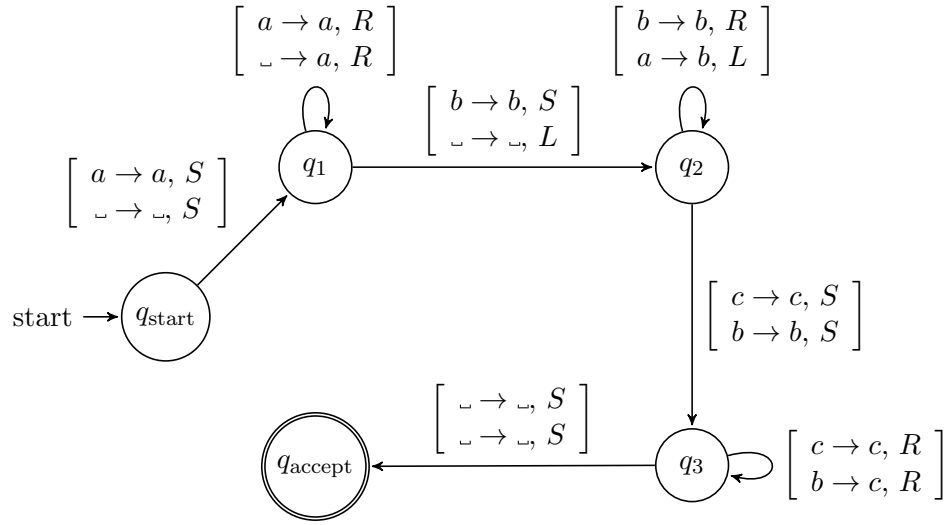 a → a, R
␣ → a, R
b → b, R
a → b, L
b → b, S
␣ → ␣, L
q1
q2
a → a, S
␣ → ␣, S
start
qstart
c → c, S
b → b, S
␣ → ␣, S
␣ → ␣, S
qaccept
q3
c → c, R
b → c, R